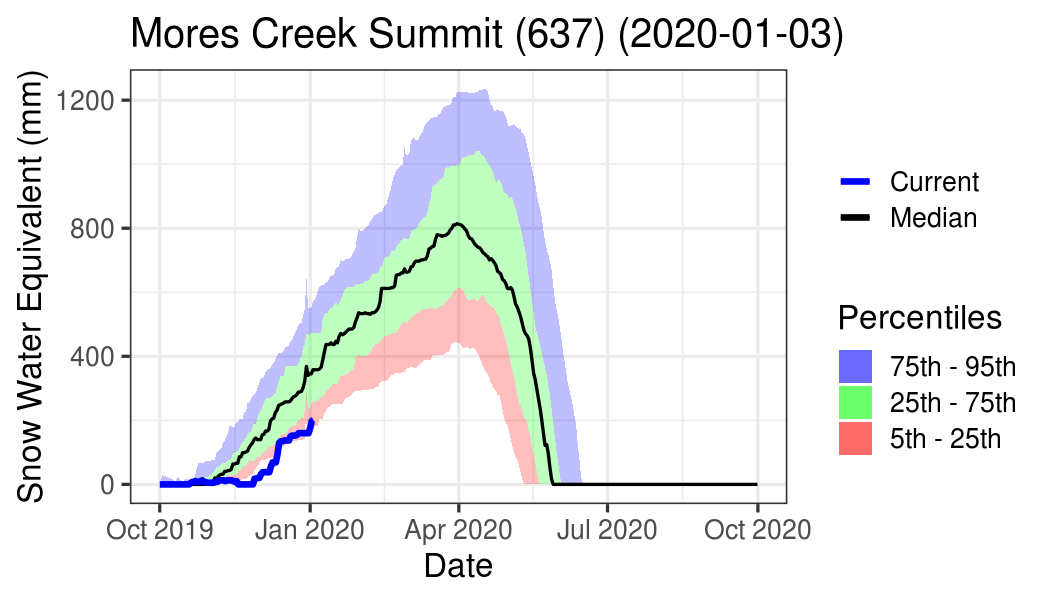 Mores Creek Summit (637) (2020-01-03)
Snow Water Equivalent (mm)
1200
800
400
0
Oct 2019 Jan 2020 Apr 2020 Jul 2020 Oct 2020
Date
Current
Median
Percentiles
75th - 95th
25th - 75th
5th - 25th